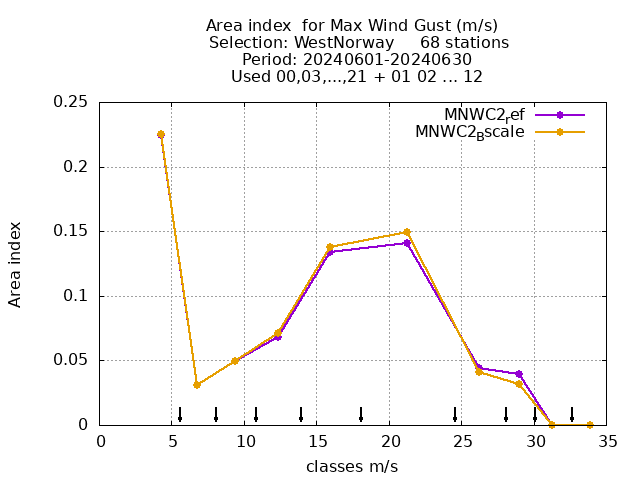 Area index  for Max Wind Gust (m/s)
Selection: WestNorway     68 stations
Period: 20240601-20240630
Used 00,03,...,21 + 01 02 ... 12
MNWC2ref
MNWC2Bscale
0.25
0.2
0.15
0.1
0.05
0
Area index
0 5 10 15 20 25 30 35
classes m/s